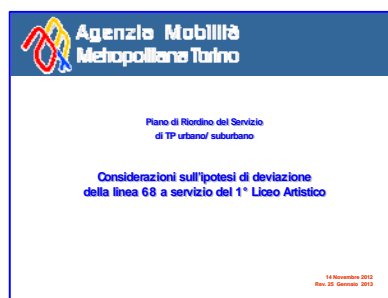 Agenzia Mobilità
Metropolitana Torino
Piano di Riordino del Servizio
di TP urbano/ suburbano
Considerazioni sull'ipotesi di deviazione
della linea 68 a servizio del 1° Liceo Artistico
14 Novembre 2012
Rev. 25 Gennaio 2013